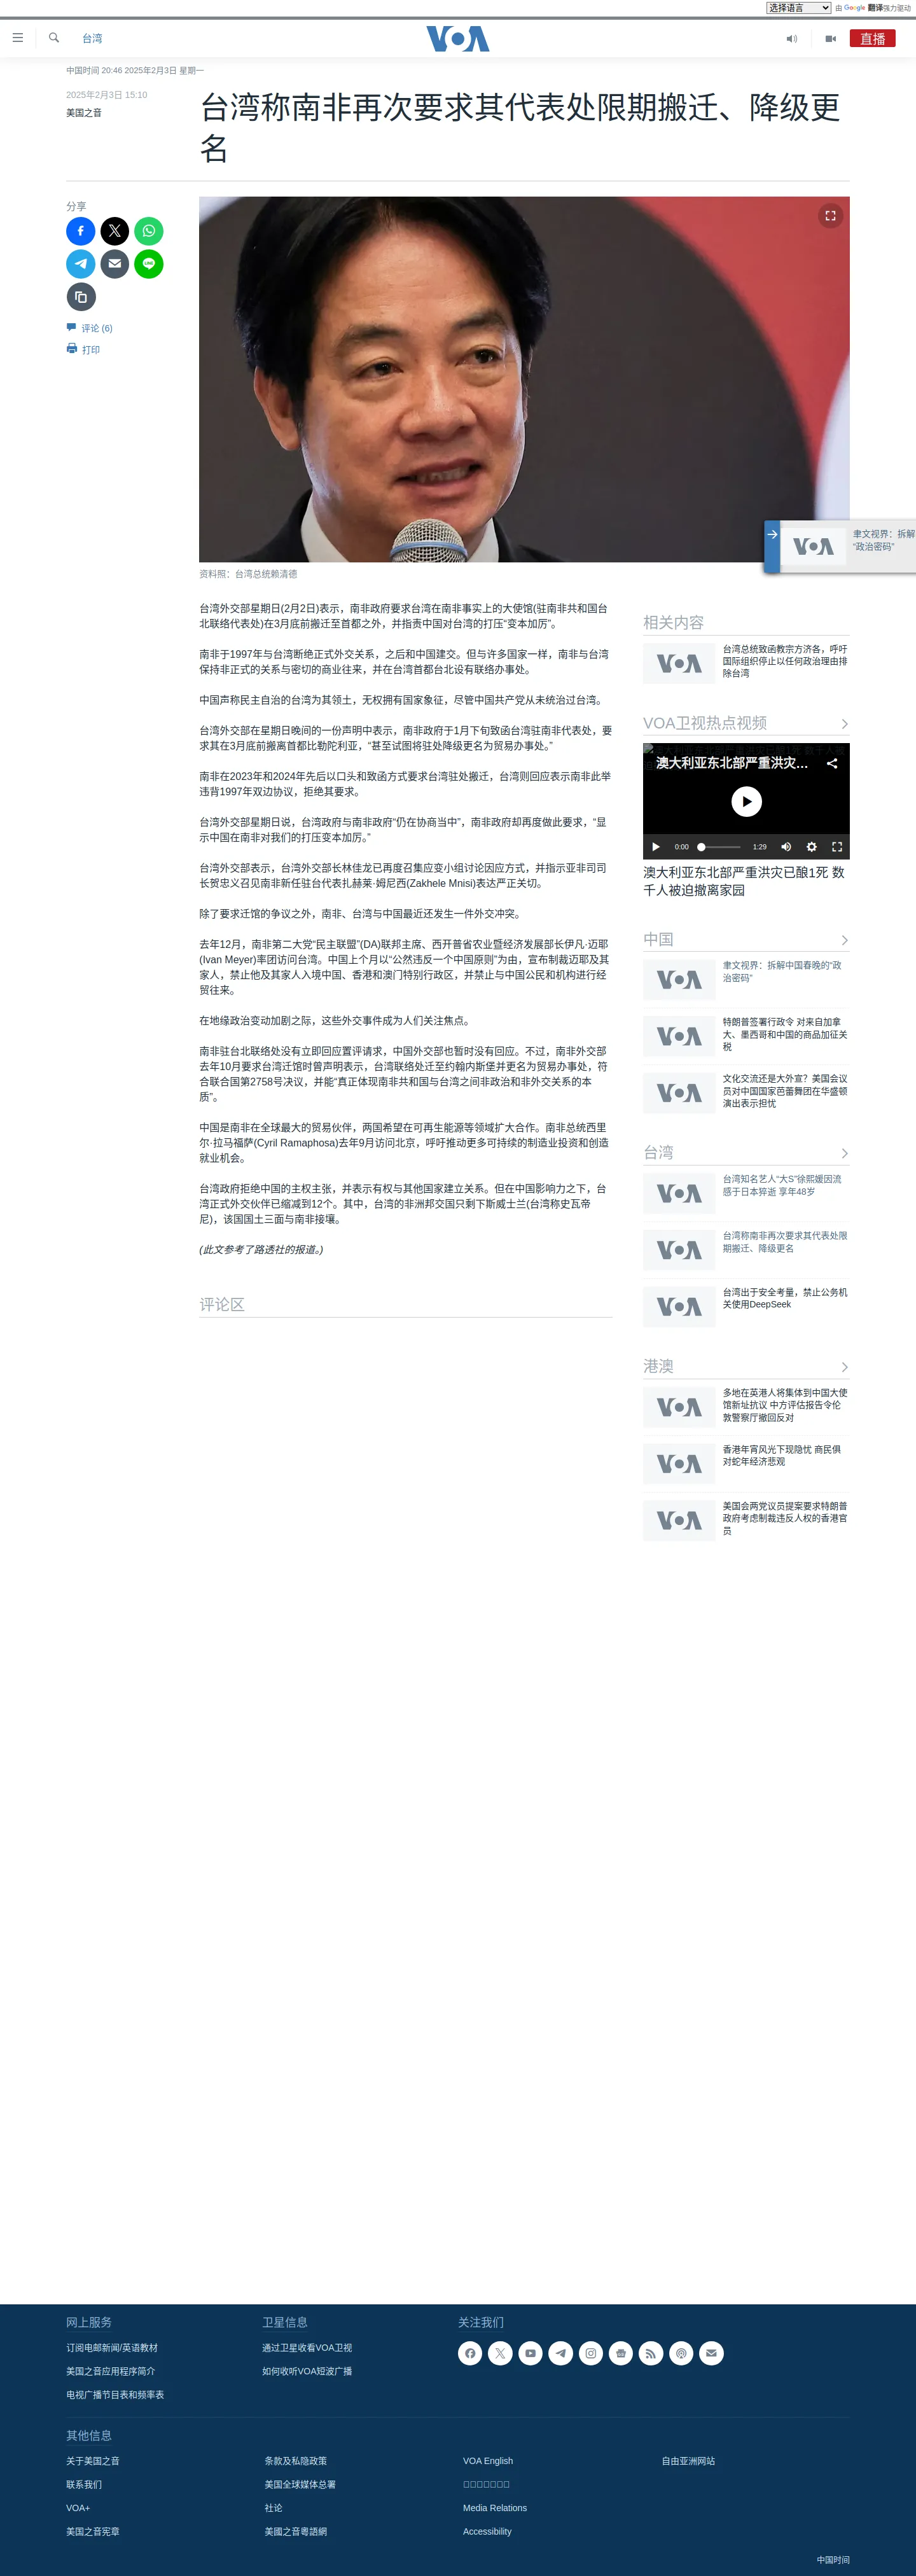 选择语言 由 Google 翻译强力驱动
台湾
VOA
直播
中国时间 20:46 2025年2月3日 星期一
2025年2月3日 15:10
美国之音
台湾称南非再次要求其代表处限期搬迁、降级更
名
分享
评论 (6)
打印
资料照：台湾总统赖清德
VOA
聿文视界：拆解
“政治密码”
台湾外交部星期日(2月2日)表示，南非政府要求台湾在南非事实上的大使馆(驻南非共和国台
北联络代表处)在3月底前搬迁至首都之外，并指责中国对台湾的打压“变本加厉”。
南非于1997年与台湾断绝正式外交关系，之后和中国建交。但与许多国家一样，南非与台湾
保持非正式的关系与密切的商业往来，并在台湾首都台北设有联络办事处。
中国声称民主自治的台湾为其领土，无权拥有国家象征，尽管中国共产党从未统治过台湾。
台湾外交部在星期日晚间的一份声明中表示，南非政府于1月下旬致函台湾驻南非代表处，要
求其在3月底前搬离首都比勒陀利亚，“甚至试图将驻处降级更名为贸易办事处。”
南非在2023年和2024年先后以口头和致函方式要求台湾驻处搬迁，台湾则回应表示南非此举
违背1997年双边协议，拒绝其要求。
台湾外交部星期日说，台湾政府与南非政府“仍在协商当中”，南非政府却再度做此要求，“显
示中国在南非对我们的打压变本加厉。”
台湾外交部表示，台湾外交部长林佳龙已再度召集应变小组讨论因应方式，并指示亚非司司
长贺忠义召见南非新任驻台代表扎赫莱·姆尼西(Zakhele Mnisi)表达严正关切。
除了要求迁馆的争议之外，南非、台湾与中国最近还发生一件外交冲突。
去年12月，南非第二大党“民主联盟”(DA)联邦主席、西开普省农业暨经济发展部长伊凡·迈耶
(Ivan Meyer)率团访问台湾。中国上个月以“公然违反一个中国原则”为由，宣布制裁迈耶及其
家人，禁止他及其家人入境中国、香港和澳门特别行政区，并禁止与中国公民和机构进行经
贸往来。
在地缘政治变动加剧之际，这些外交事件成为人们关注焦点。
南非驻台北联络处没有立即回应置评请求，中国外交部也暂时没有回应。不过，南非外交部
去年10月要求台湾迁馆时曾声明表示，台湾联络处迁至约翰内斯堡并更名为贸易办事处，符
合联合国第2758号决议，并能“真正体现南非共和国与台湾之间非政治和非外交关系的本
质”。
中国是南非在全球最大的贸易伙伴，两国希望在可再生能源等领域扩大合作。南非总统西里
尔·拉马福萨(Cyril Ramaphosa)去年9月访问北京，呼吁推动更多可持续的制造业投资和创造
就业机会。
台湾政府拒绝中国的主权主张，并表示有权与其他国家建立关系。但在中国影响力之下，台
湾正式外交伙伴已缩减到12个。其中，台湾的非洲邦交国只剩下斯威士兰(台湾称史瓦帝
尼)，该国国土三面与南非接壤。
(此文参考了路透社的报道。)
评论区
相关内容
VOA
台湾总统致函教宗方济各，呼吁
国际组织停止以任何政治理由排
除台湾
VOA卫视热点视频
澳大利亚东北部严重洪灾...
0:00
1:29
澳大利亚东北部严重洪灾已酿1死 数
千人被迫撤离家园
中国
VOA
聿文视界：拆解中国春晚的“政
治密码”
VOA
特朗普签署行政令 对来自加拿
大、墨西哥和中国的商品加征关
税
VOA
文化交流还是大外宣？美国会议
员对中国国家芭蕾舞团在华盛顿
演出表示担忧
台湾
VOA
台湾知名艺人“大S”徐熙媛因流
感于日本猝逝 享年48岁
VOA
台湾称南非再次要求其代表处限
期搬迁、降级更名
VOA
台湾出于安全考量，禁止公务机
关使用DeepSeek
港澳
VOA
多地在英港人将集体到中国大使
馆新址抗议 中方评估报告令伦
敦警察厅撤回反对
VOA
香港年宵风光下现隐忧 商民俱
对蛇年经济悲观
VOA
美国会两党议员提案要求特朗普
政府考虑制裁违反人权的香港官
员
网上服务
订阅电邮新闻/英语教材
美国之音应用程序简介
电视广播节目表和频率表
卫星信息
通过卫星收看VOA卫视
如何收听VOA短波广播
关注我们
其他信息
关于美国之音
联系我们
VOA+
美国之音宪章
条款及私隐政策
美国全球媒体总署
社论
美國之音粵語網
VOA English
Media Relations
Accessibility
自由亚洲网站
中国时间